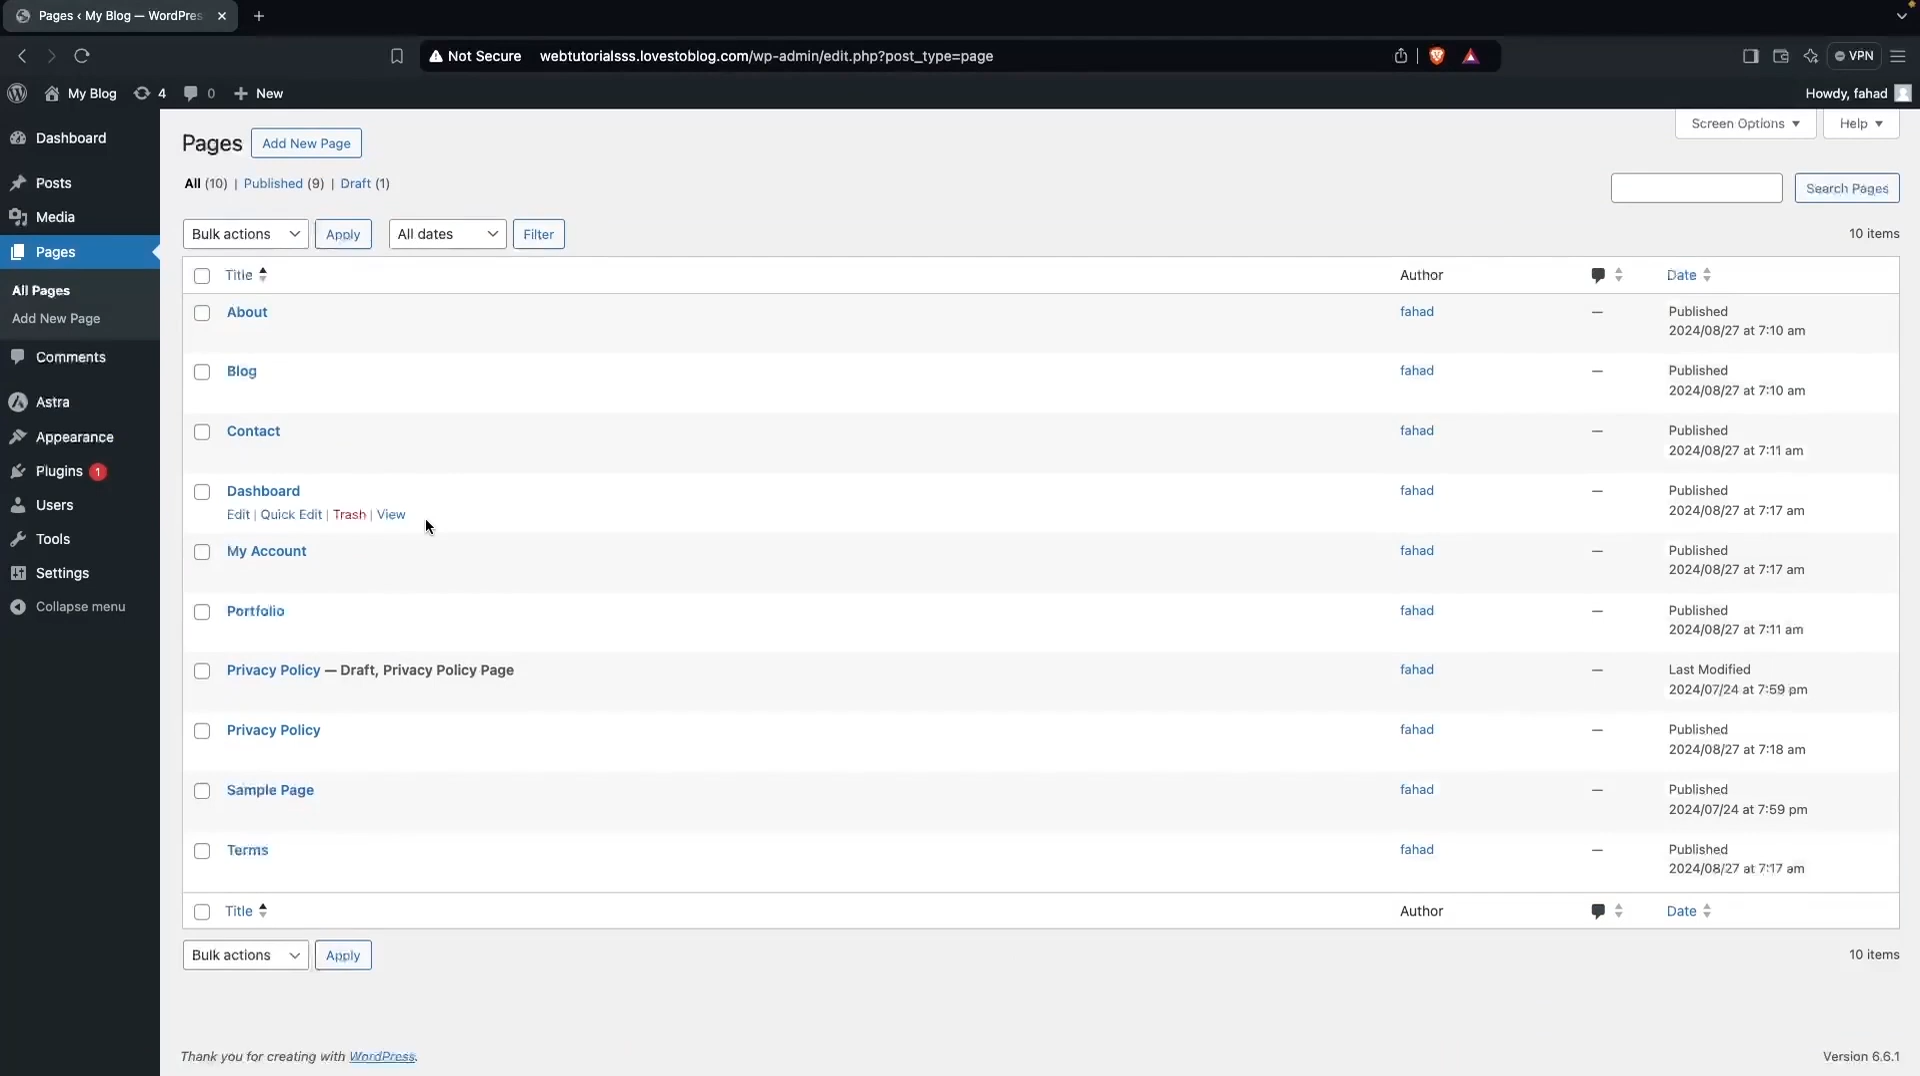 Pages ‹ My Blog — WordPres
Not Secure webtutorialsss.lovestoblog.com/wp-admin/edit.php?post_type=page
VPN
My Blog 4 0 New
Howdy, fahad
Dashboard
Posts
Media
Pages
All Pages
Add New Page
Comments
Astra
Appearance
Plugins 1
Users
Tools
Settings
Collapse menu
Screen Options Help
Pages Add New Page
All (10) | Published (9) | Draft (1)
Search Pages
Bulk actions Apply All dates Filter
10 items
Title Author Date
About fahad — Published
2024/08/27 at 7:10 am
Blog fahad — Published
2024/08/27 at 7:10 am
Contact fahad — Published
2024/08/27 at 7:11 am
Dashboard fahad — Published
Edit | Quick Edit | Trash | View 2024/08/27 at 7:17 am
My Account fahad — Published
2024/08/27 at 7:17 am
Portfolio fahad — Published
2024/08/27 at 7:11 am
Privacy Policy — Draft, Privacy Policy Page fahad — Last Modified
2024/07/24 at 7:59 pm
Privacy Policy fahad — Published
2024/08/27 at 7:18 am
Sample Page fahad — Published
2024/07/24 at 7:59 pm
Terms fahad — Published
2024/08/27 at 7:17 am
Title Author Date
Bulk actions Apply
10 items
Thank you for creating with WordPress.
Version 6.6.1